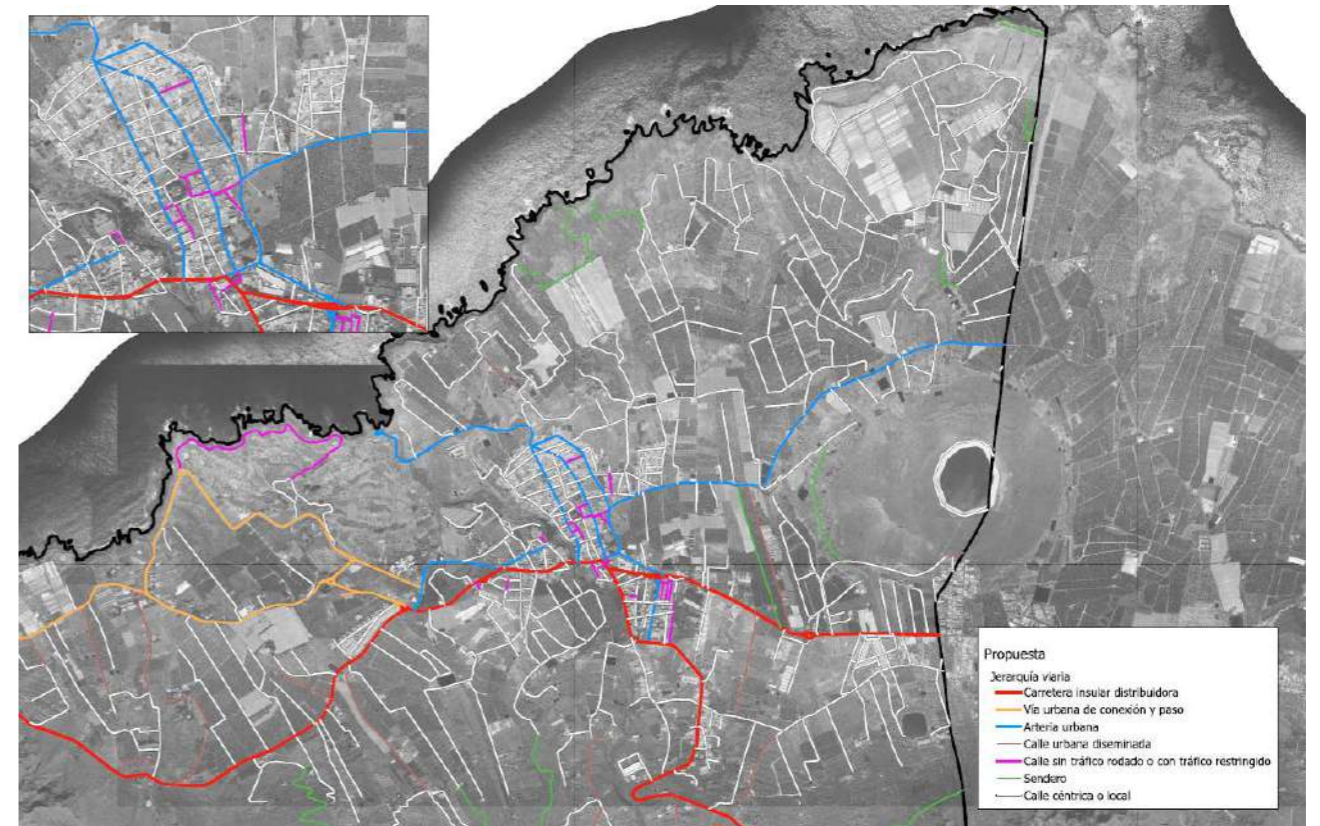 Propuesta
Jerarquía viaria
Carretera insular distribuidora
Vía urbana de conexión y paso
Arteria urbana
Calle urbana diseminada
Calle sin tráfico rodado o con tráfico restringido
Sendero
Calle céntrica o local